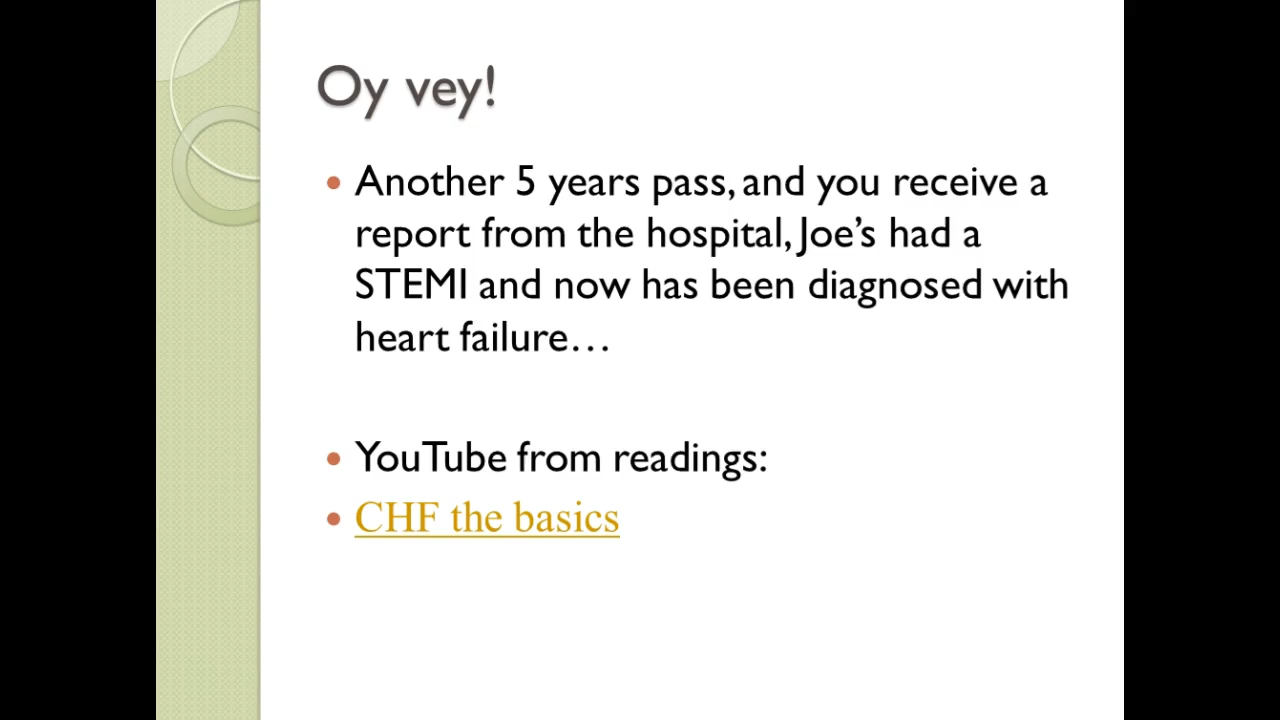 Oy vey!
• Another 5 years pass, and you receive a
report from the hospital, Joe’s had a
STEMI and now has been diagnosed with
heart failure…
• YouTube from readings:
• CHF the basics